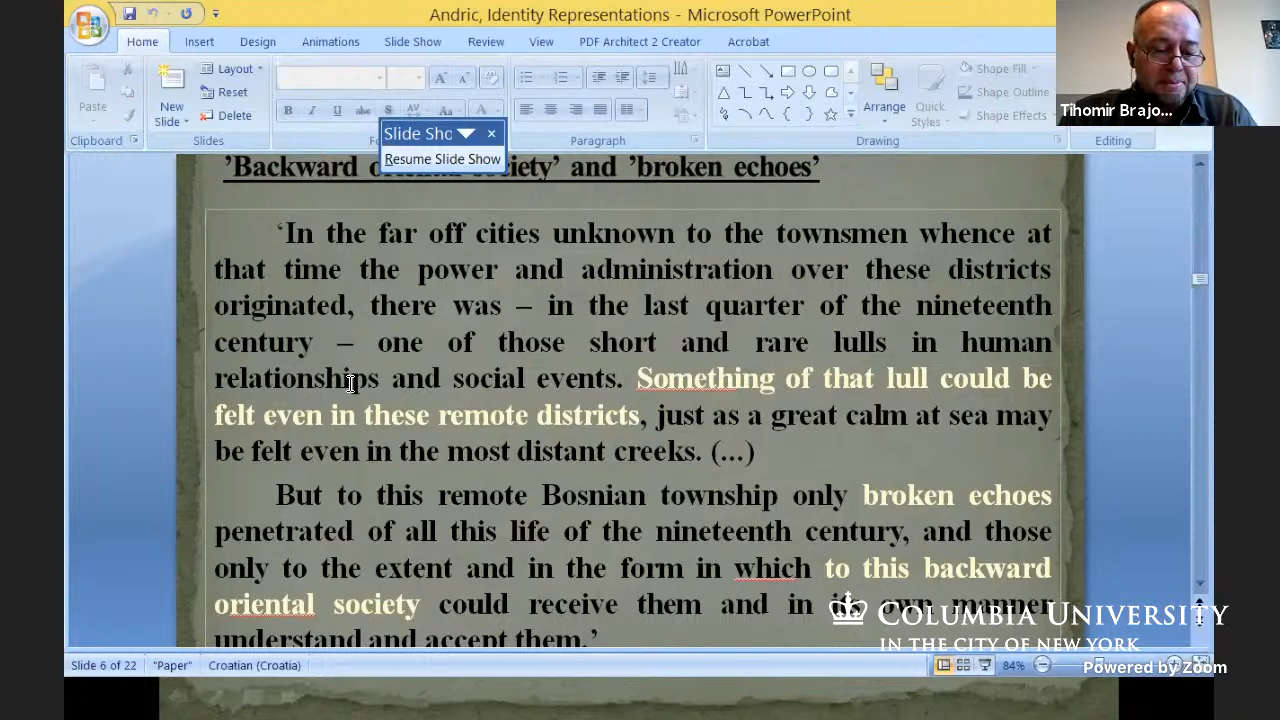 Andric, Identity Representations - Microsoft PowerPoint
Home Insert Design Animations Slide Show Review View PDF Architect 2 Creator Acrobat
Paste
New Slide
Layout
Reset
Delete
B I U abc S AV Aa A
Arrange
Quick Styles
Shape Fill
Shape Outline
Shape Effects
Clipboard Slides Paragraph Drawing Editing
Slide Sho
Resume Slide Show
Tihomir Brajo...
’Backward oriental society’ and ’broken echoes’
‘In the far off cities unknown to the townsmen whence at
that time the power and administration over these districts
originated, there was – in the last quarter of the nineteenth
century – one of those short and rare lulls in human
relationships and social events. Something of that lull could be
felt even in these remote districts, just as a great calm at sea may
be felt even in the most distant creeks. (...)
But to this remote Bosnian township only broken echoes
penetrated of all this life of the nineteenth century, and those
only to the extent and in the form in which to this backward
oriental society could receive them and in its own manner
understand and accept them.’
COLUMBIA UNIVERSITY
IN THE CITY OF NEW YORK
Powered by Zoom
Slide 6 of 22 "Paper" Croatian (Croatia) 84%